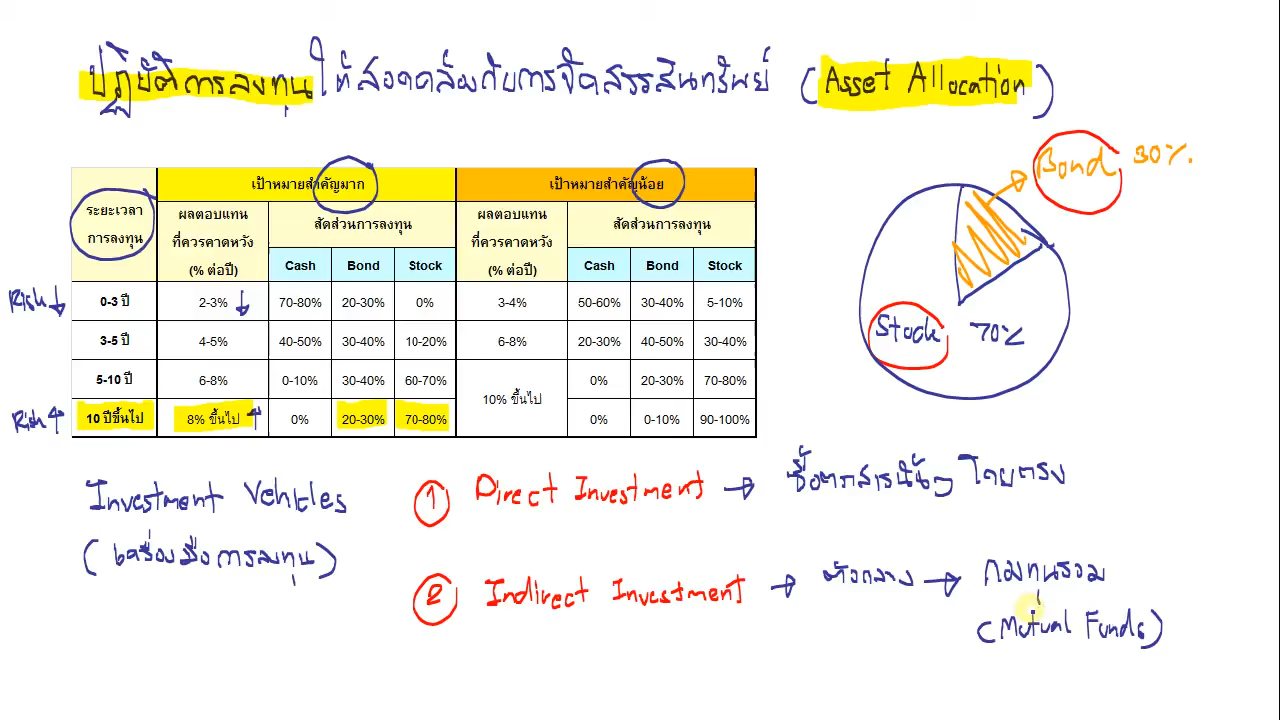 ปฏิบัติการลงทุน ให้สอดคล้องกับการจัดสรรสินทรัพย์ (Asset Allocation)
Bond 30%.
Stock 70%
ระยะเวลา
การลงทุน
เป้าหมายสำคัญมาก เป้าหมายสำคัญน้อย
ผลตอบแทน
ที่ควรคาดหวัง
(% ต่อปี)
สัดส่วนการลงทุน
ผลตอบแทน
ที่ควรคาดหวัง
(% ต่อปี)
สัดส่วนการลงทุน
Cash Bond Stock Cash Bond Stock
Risk ↓ 0-3 ปี 2-3% ↓ 70-80% 20-30% 0% 3-4% 50-60% 30-40% 5-10%
3-5 ปี 4-5% 40-50% 30-40% 10-20% 6-8% 20-30% 40-50% 30-40%
5-10 ปี 6-8% 0-10% 30-40% 60-70% 10% ขึ้นไป 0% 20-30% 70-80%
Risk ↑ 10 ปีขึ้นไป 8% ขึ้นไป ↑ 0% 20-30% 70-80% 0% 0-10% 90-100%
Investment Vehicles
(เครื่องมือการลงทุน)
1 Direct Investment → ซื้อตราสารนั้นๆ โดยตรง
2 Indirect Investment → ตัวกลาง → กองทุนรวม
(Mutual Funds)